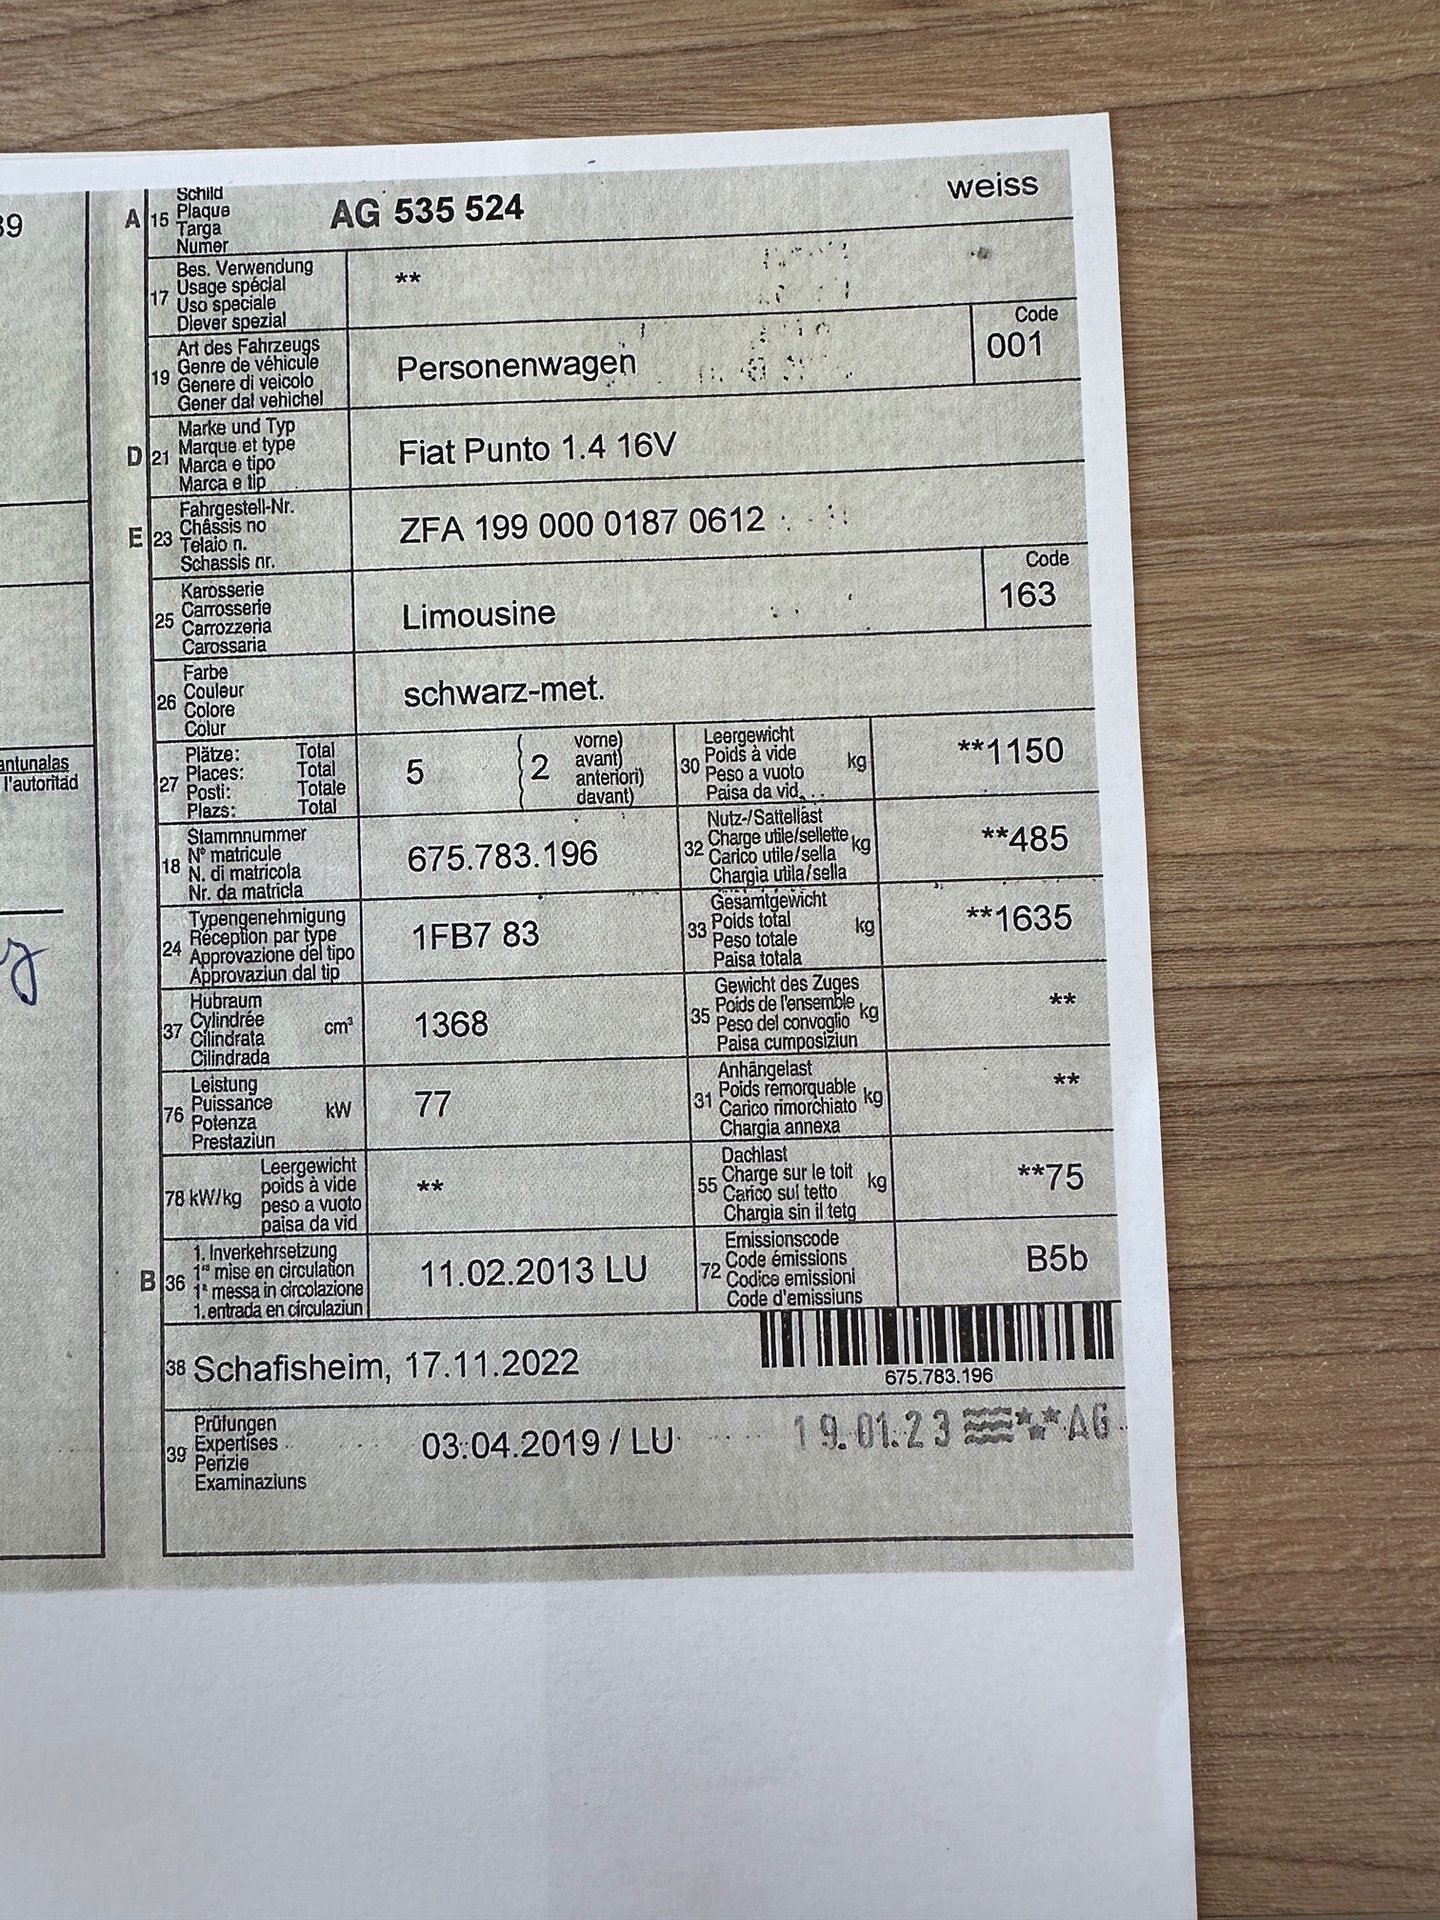 39
A 15 Schild
Plaque
Targa
Numer
AG 535 524
weiss
17 Bes. Verwendung
Usage spécial
Uso speciale
Diever spezial
**
19 Art des Fahrzeugs
Genre de véhicule
Genere di veicolo
Gener dal vehichel
Personenwagen
Code
001
D 21 Marke und Typ
Marque et type
Marca e tipo
Marca e tip
Fiat Punto 1.4 16V
E 23 Fahrgestell-Nr.
Châssis no
Telaio n.
Schassis nr.
ZFA 199 000 0187 0612
25 Karosserie
Carrosserie
Carrozzeria
Carossaria
Limousine
Code
163
26 Farbe
Couleur
Colore
Colur
schwarz-met.
27 Plätze: Total
Places: Total
Posti: Totale
Plazs: Total
5
2
vorne)
avant)
anteriori)
davant)
30 Leergewicht
Poids à vide
Peso a vuoto
Paisa da vid
kg
**1150
antunalas
l'autoritad
18 Stammnummer
N° matricule
N. di matricola
Nr. da matricla
675.783.196
32 Nutz-/Sattellast
Charge utile/sellette
Carico utile/sella
Chargia utila/sella
kg
**485
24 Typengenehmigung
Réception par type
Approvazione del tipo
Approvaziun dal tip
1FB7 83
33 Gesamtgewicht
Poids total
Peso totale
Paisa totala
kg
**1635
37 Hubraum
Cylindrée
Cilindrata
Cilindrada
cm³
1368
35 Gewicht des Zuges
Poids de l'ensemble
Peso del convoglio
Paisa cumposiziun
kg
**
76 Leistung
Puissance
Potenza
Prestaziun
kW
77
31 Anhängelast
Poids remorquable
Carico rimorchiato
Chargia annexa
kg
**
78 kW/kg
Leergewicht
poids à vide
peso a vuoto
paisa da vid
**
55 Dachlast
Charge sur le toit
Carico sul tetto
Chargia sin il tetg
kg
**75
B 36 1. Inverkehrsetzung
1re mise en circulation
1a messa in circolazione
1. entrada en circulaziun
11.02.2013 LU
72 Emissionscode
Code émissions
Codice emissioni
Code d'emissiuns
B5b
38 Schafisheim, 17.11.2022
675.783.196
39 Prüfungen
Expertises
Perizie
Examinaziuns
03.04.2019 / LU
19.01.23 AG